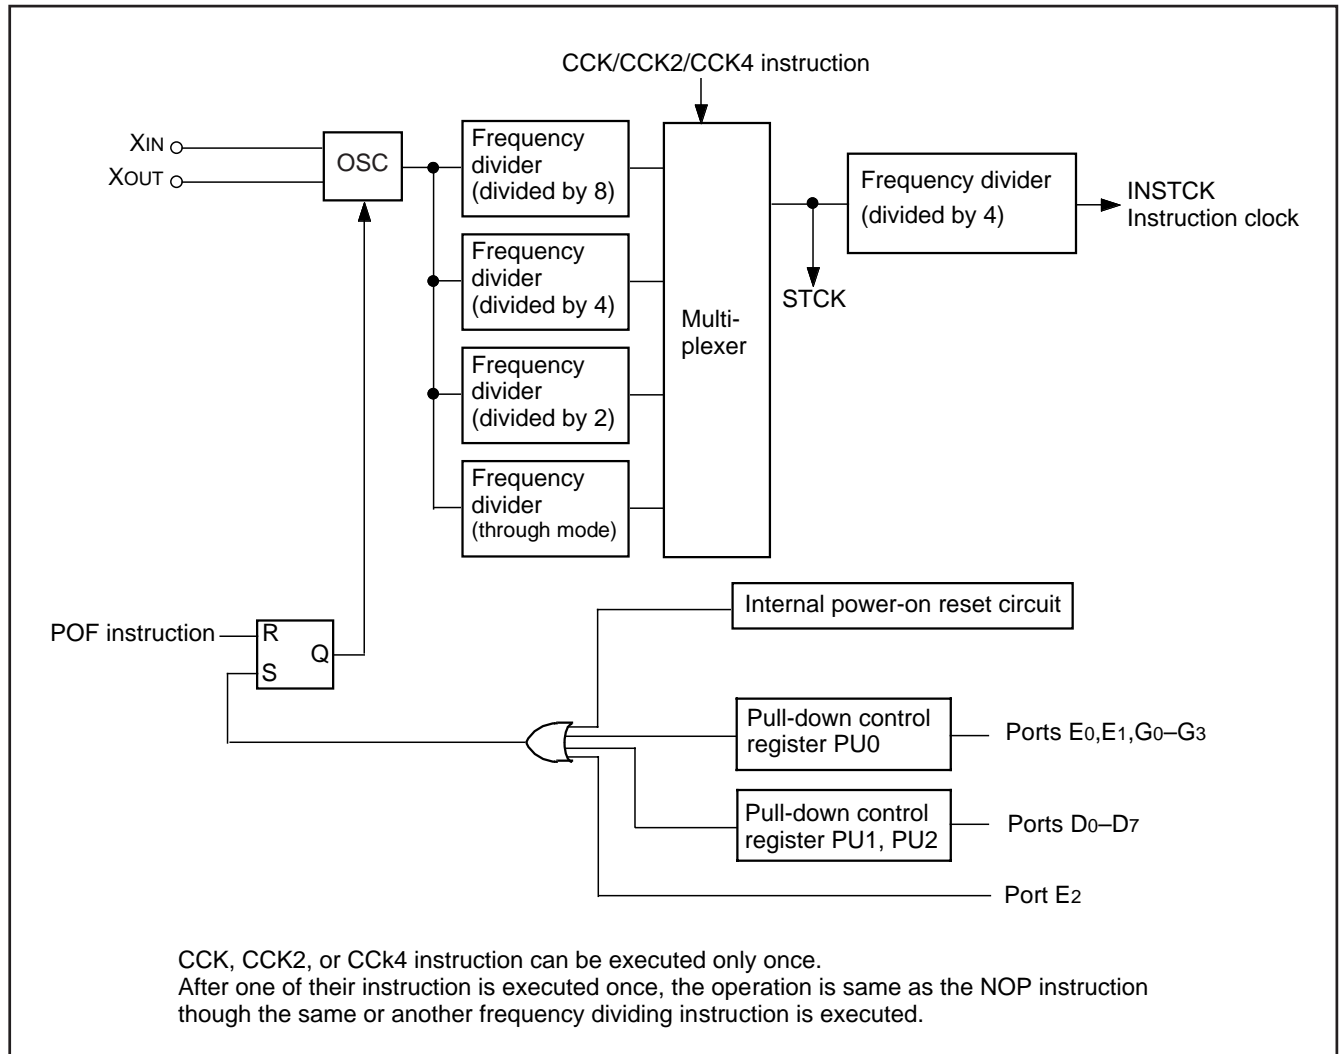 CCK/CCK2/CCK4 instruction
XIN
XOUT
OSC
Frequency
divider
(divided by 8)
Frequency
divider
(divided by 4)
Frequency
divider
(divided by 2)
Frequency
divider
(through mode)
Multi-
plexer
STCK
Frequency divider
(divided by 4)
INSTCK
Instruction clock
POF instruction
R
S
Q
Internal power-on reset circuit
Pull-down control
register PU0
Ports E0,E1,G0–G3
Pull-down control
register PU1, PU2
Ports D0–D7
Port E2
CCK, CCK2, or CCk4 instruction can be executed only once.
After one of their instruction is executed once, the operation is same as the NOP instruction
though the same or another frequency dividing instruction is executed.